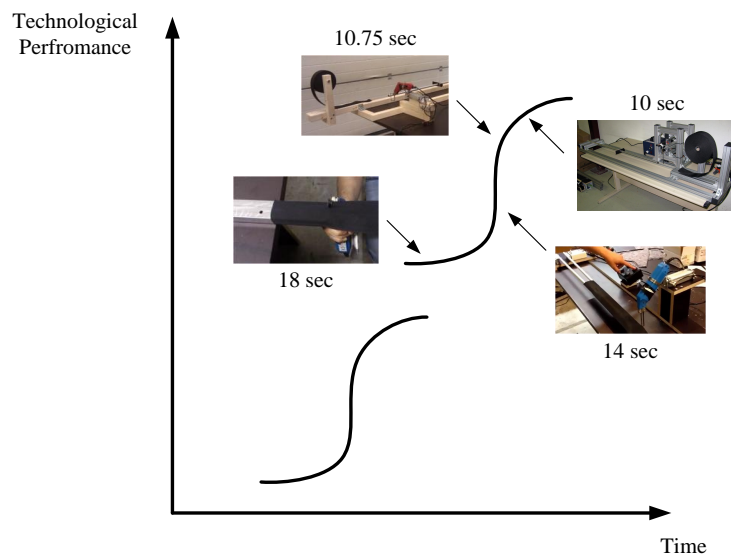 Technological
Perfromance
10.75 sec
10 sec
18 sec
14 sec
Time